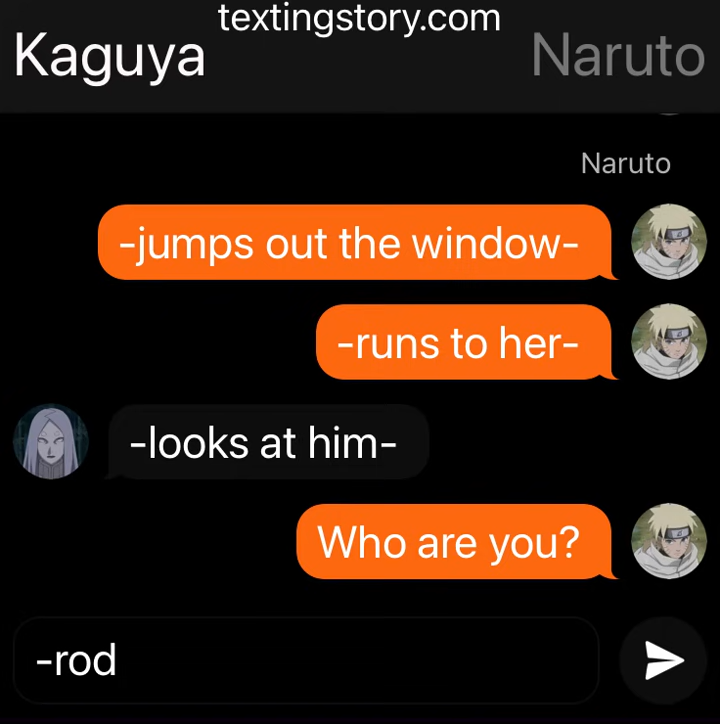 textingstory.com
Kaguya
Naruto
Naruto
-jumps out the window-
-runs to her-
-looks at him-
Who are you?
-rod